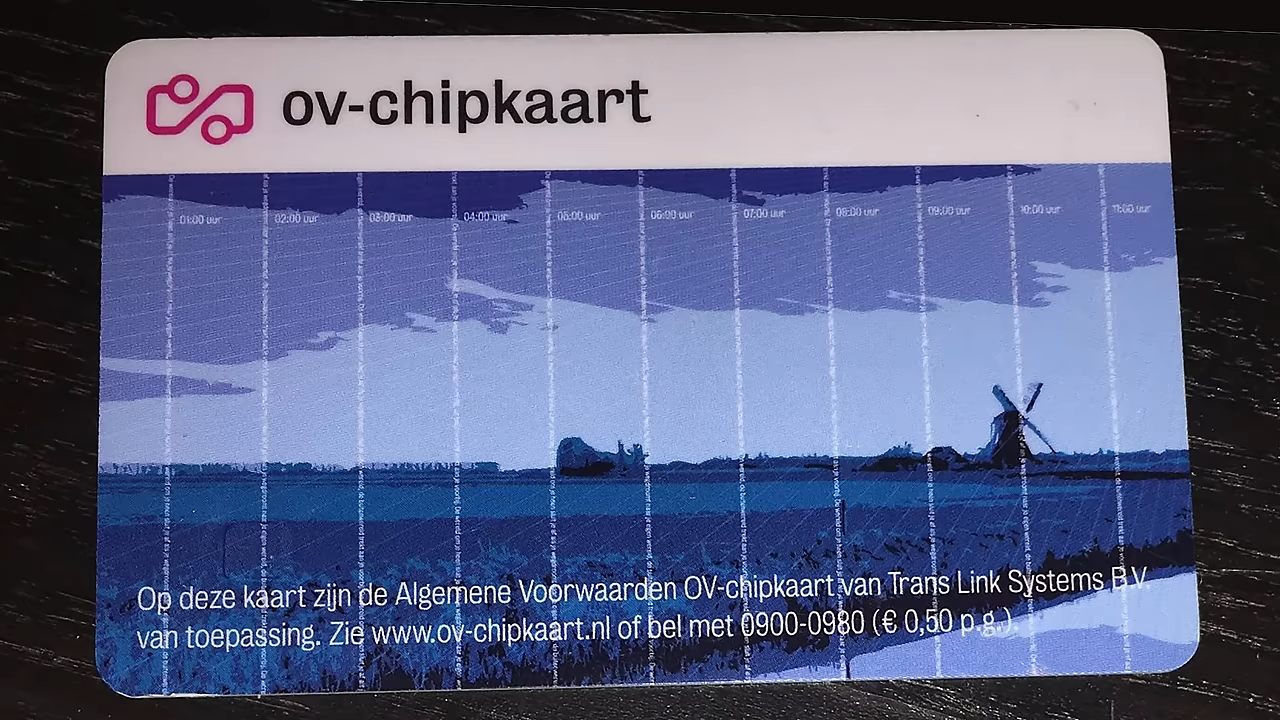 ov-chipkaart
01:00 uur 02:00 uur 03:00 uur 04:00 uur 05:00 uur 06:00 uur 07:00 uur 08:00 uur 09:00 uur 10:00 uur 11:00 uur
Op deze kaart zijn de Algemene Voorwaarden OV-chipkaart van Trans Link Systems B.V.
van toepassing. Zie www.ov-chipkaart.nl of bel met 0900-0980 (€ 0,50 p.g.).